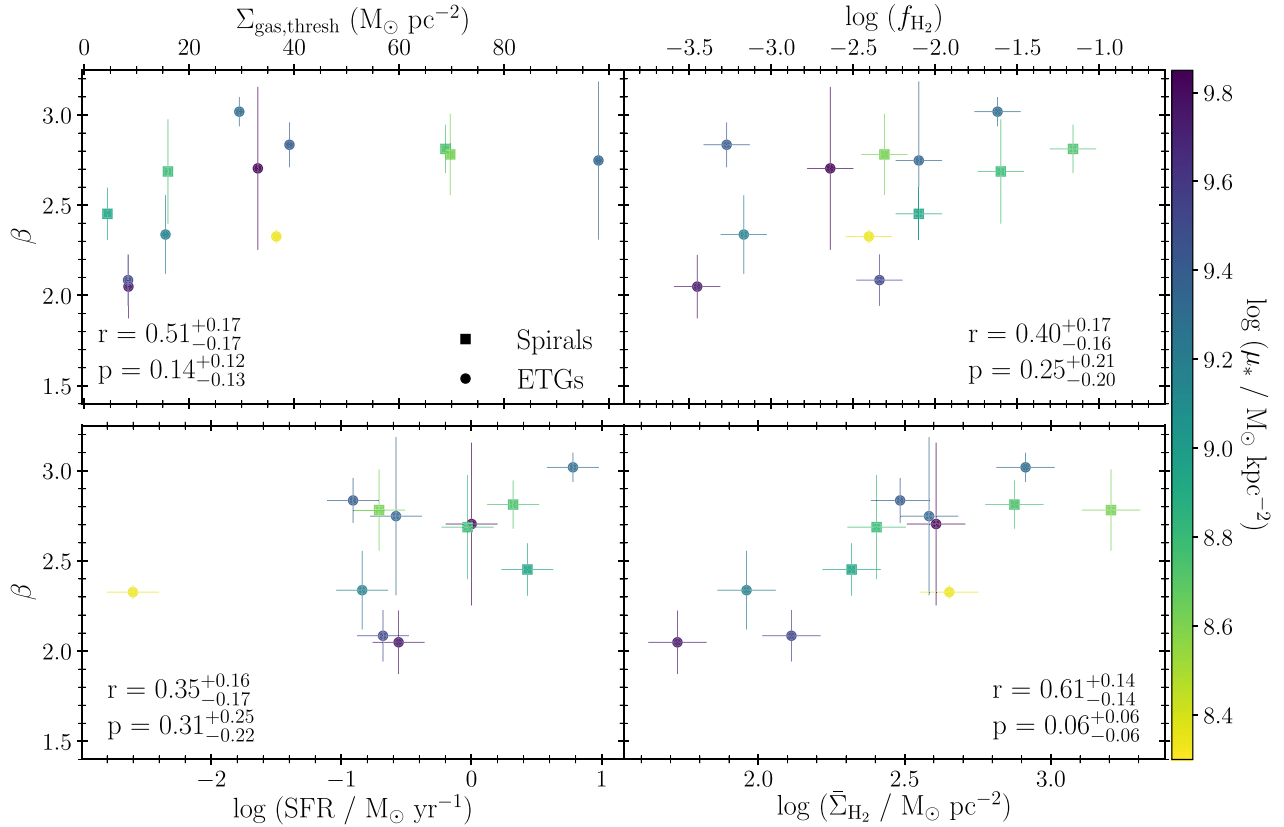 Σgas,thresh (M⊙ pc−2)
log (fH2)
0 20 40 60 80
−3.5 −3.0 −2.5 −2.0 −1.5 −1.0
3.0
2.5
2.0
1.5
β
r = 0.51+0.17−0.17
p = 0.14+0.12−0.13
Spirals
ETGs
r = 0.40+0.17−0.16
p = 0.25+0.21−0.20
3.0
2.5
2.0
1.5
β
r = 0.35+0.16−0.17
p = 0.31+0.25−0.22
r = 0.61+0.14−0.14
p = 0.06+0.06−0.06
−2 −1 0 1
2.0 2.5 3.0
log (SFR / M⊙ yr−1)
log (Σ̄H2 / M⊙ pc−2)
9.8
9.6
9.4
9.2
9.0
8.8
8.6
8.4
log (μ* / M⊙ kpc−2)